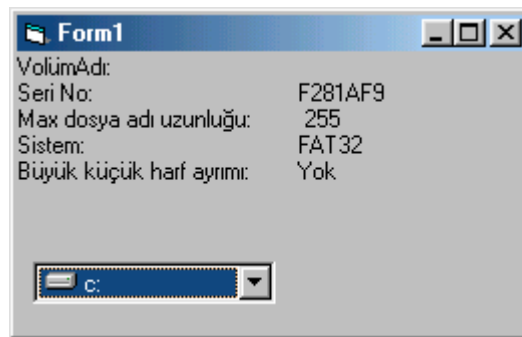 Form1
VolümAdı:
Seri No: F281AF9
Max dosya adı uzunluğu: 255
Sistem: FAT32
Büyük küçük harf ayrımı: Yok
c: